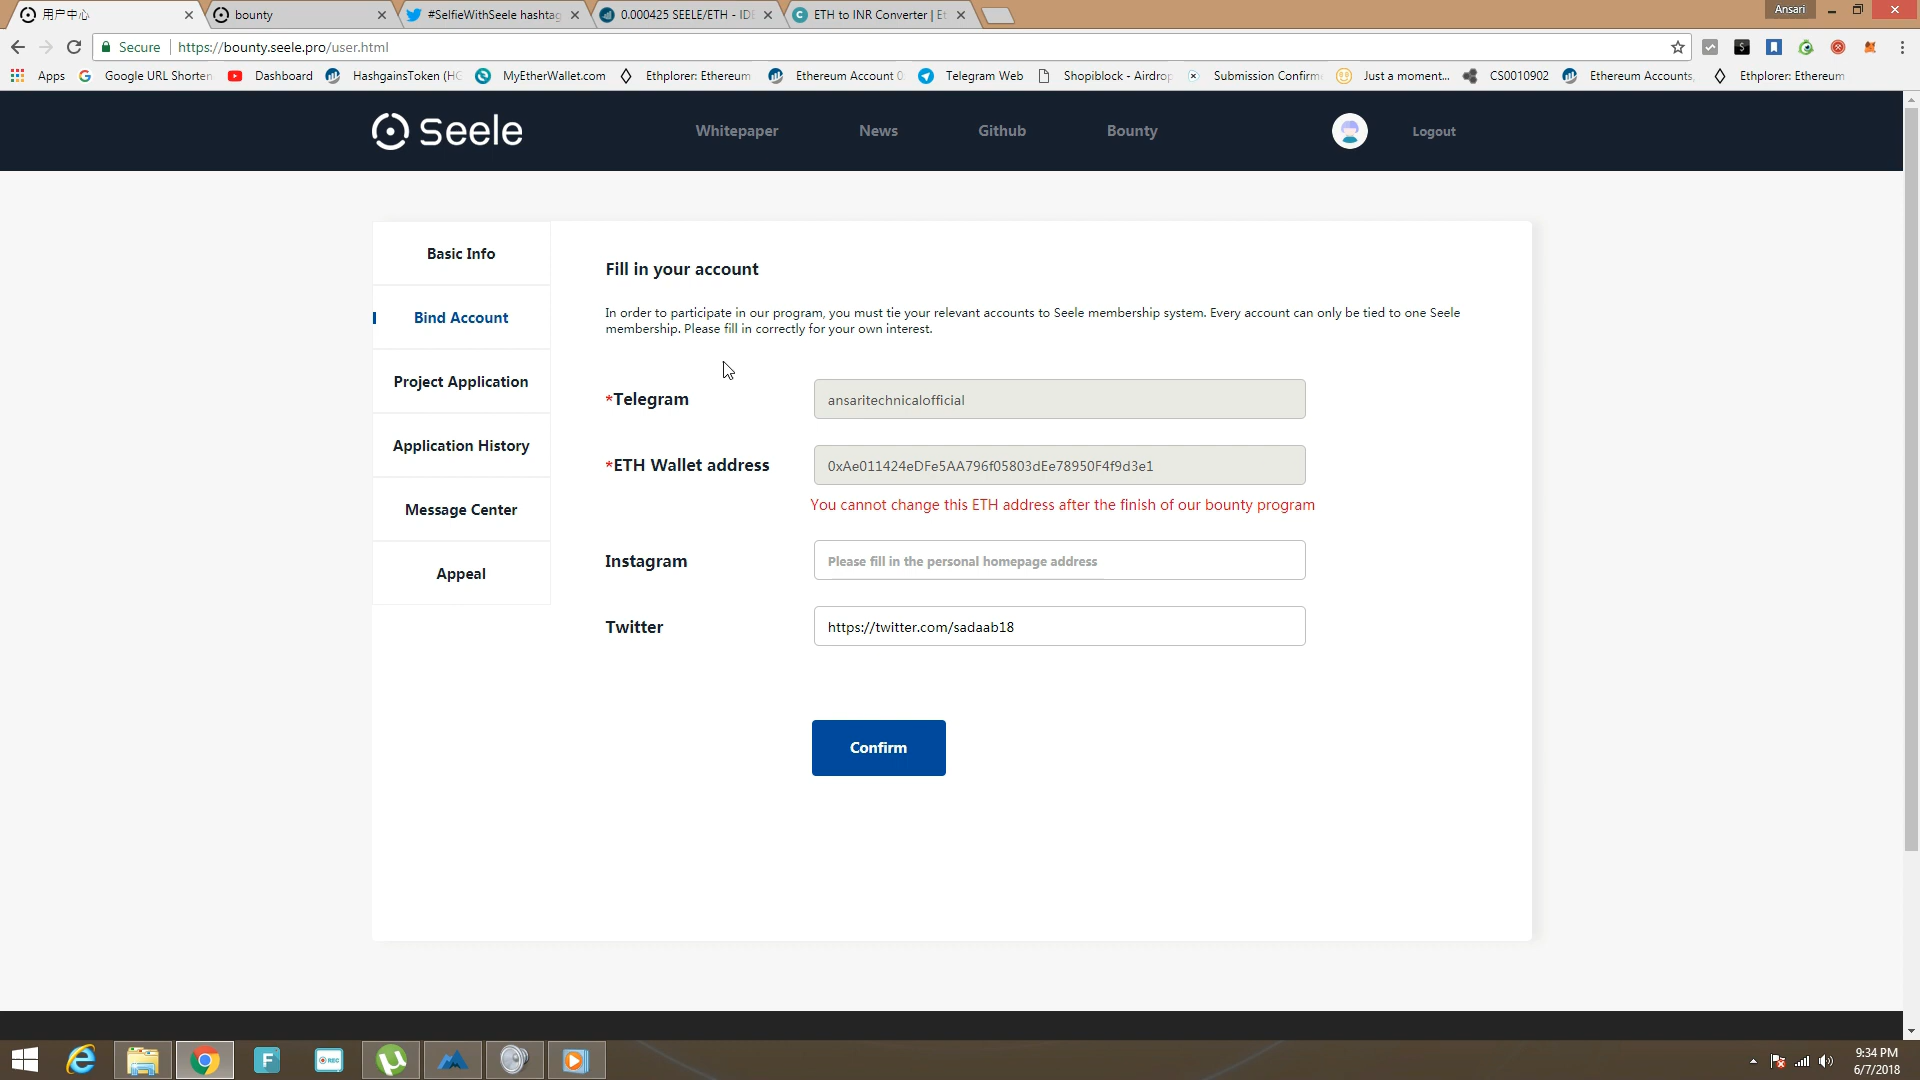 用户中心
bounty
#SelfieWithSeele hashtag
0.000425 SEELE/ETH - IDE
ETH to INR Converter | Et
Ansari
Secure
https://bounty.seele.pro/user.html
Apps
Google URL Shorten
Dashboard
HashgainsToken (HG
MyEtherWallet.com
Ethplorer: Ethereum
Ethereum Account 0
Telegram Web
Shopiblock - Airdrop
Submission Confirm
Just a moment...
CS0010902
Ethereum Accounts,
Ethplorer: Ethereum
Seele
Whitepaper
News
Github
Bounty
Logout
Basic Info
Bind Account
Project Application
Application History
Message Center
Appeal
Fill in your account
In order to participate in our program, you must tie your relevant accounts to Seele membership system. Every account can only be tied to one Seele
membership. Please fill in correctly for your own interest.
*Telegram
ansaritechnicalofficial
*ETH Wallet address
0xAe011424eDFe5AA796f05803dEe78950F4f9d3e1
You cannot change this ETH address after the finish of our bounty program
Instagram
Please fill in the personal homepage address
Twitter
https://twitter.com/sadaab18
Confirm
F
REC
9:34 PM
6/7/2018